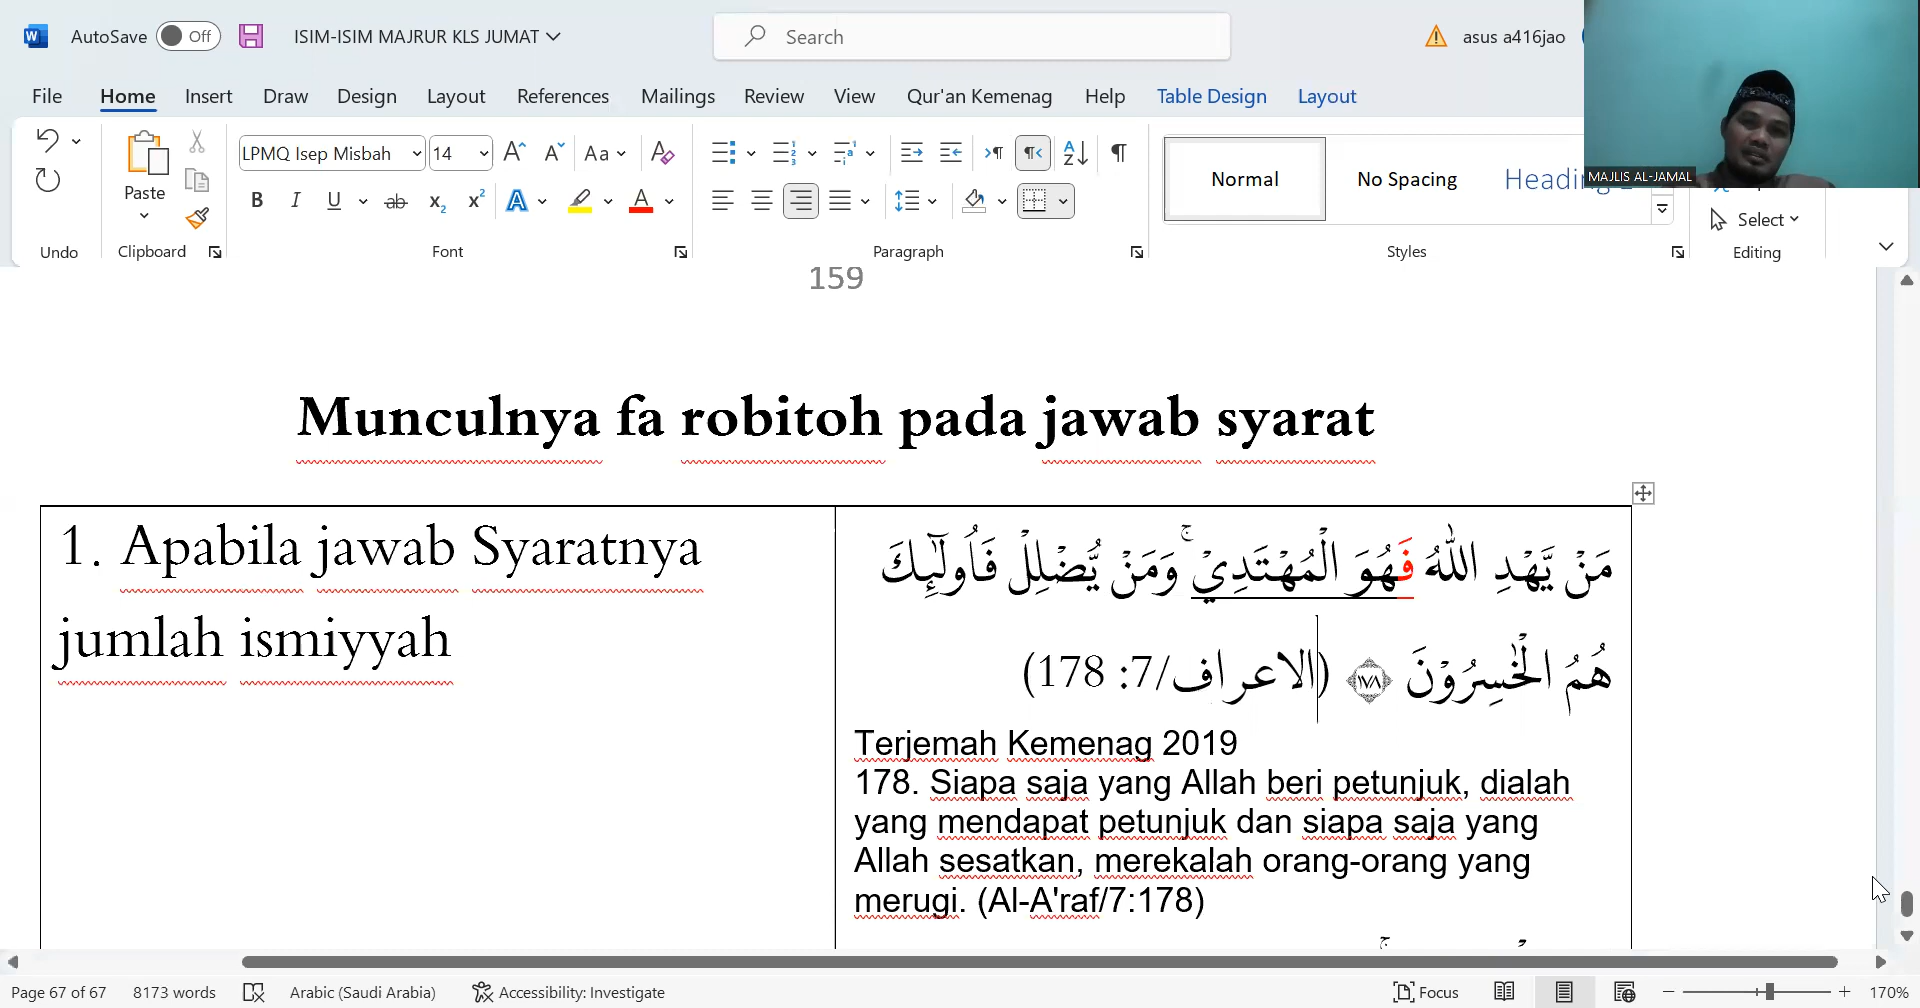 AutoSave Off ISIM-ISIM MAJRUR KLS JUMAT Search asus a416jao
File Home Insert Draw Design Layout References Mailings Review View Qur'an Kemenag Help Table Design Layout
LPMQ Isep Misbah 14
Paste
Normal No Spacing Heading
MAJLIS AL-JAMAL
Select
Undo Clipboard Font Paragraph Styles Editing
159
Munculnya fa robitoh pada jawab syarat
1. Apabila jawab Syaratnya
jumlah ismiyyah
مَنْ يَّهْدِ اللّٰهُ فَهُوَ الْمُهْتَدِيْۚ وَمَنْ يُّضْلِلْ فَاُولٰۤىِٕكَ
هُمُ الْخٰسِرُوْنَ ١٧٨ (الاعراف/7: 178)
Terjemah Kemenag 2019
178. Siapa saja yang Allah beri petunjuk, dialah
yang mendapat petunjuk dan siapa saja yang
Allah sesatkan, merekalah orang-orang yang
merugi. (Al-A'raf/7:178)
Page 67 of 67 8173 words Arabic (Saudi Arabia) Accessibility: Investigate Focus 170%